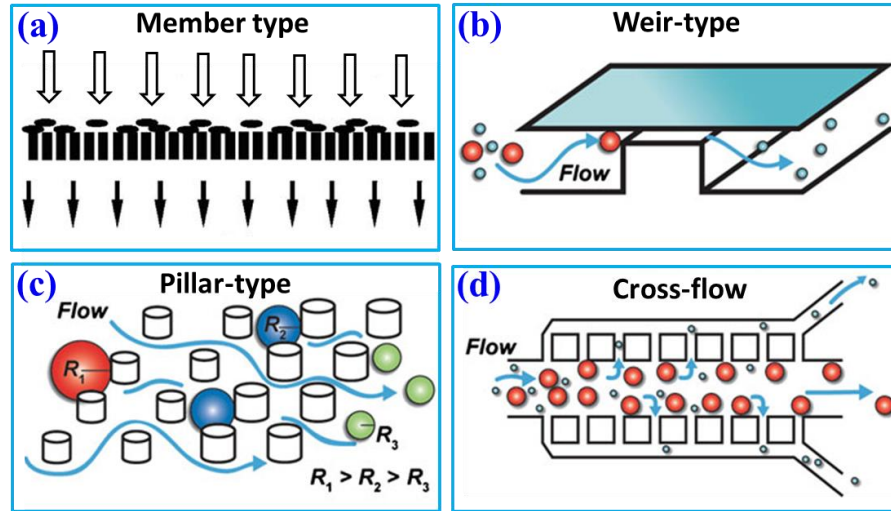 (a) Member type
(b) Weir-type
Flow
(c) Pillar-type
Flow
R2
R1
R3
R1 > R2 > R3
(d) Cross-flow
Flow